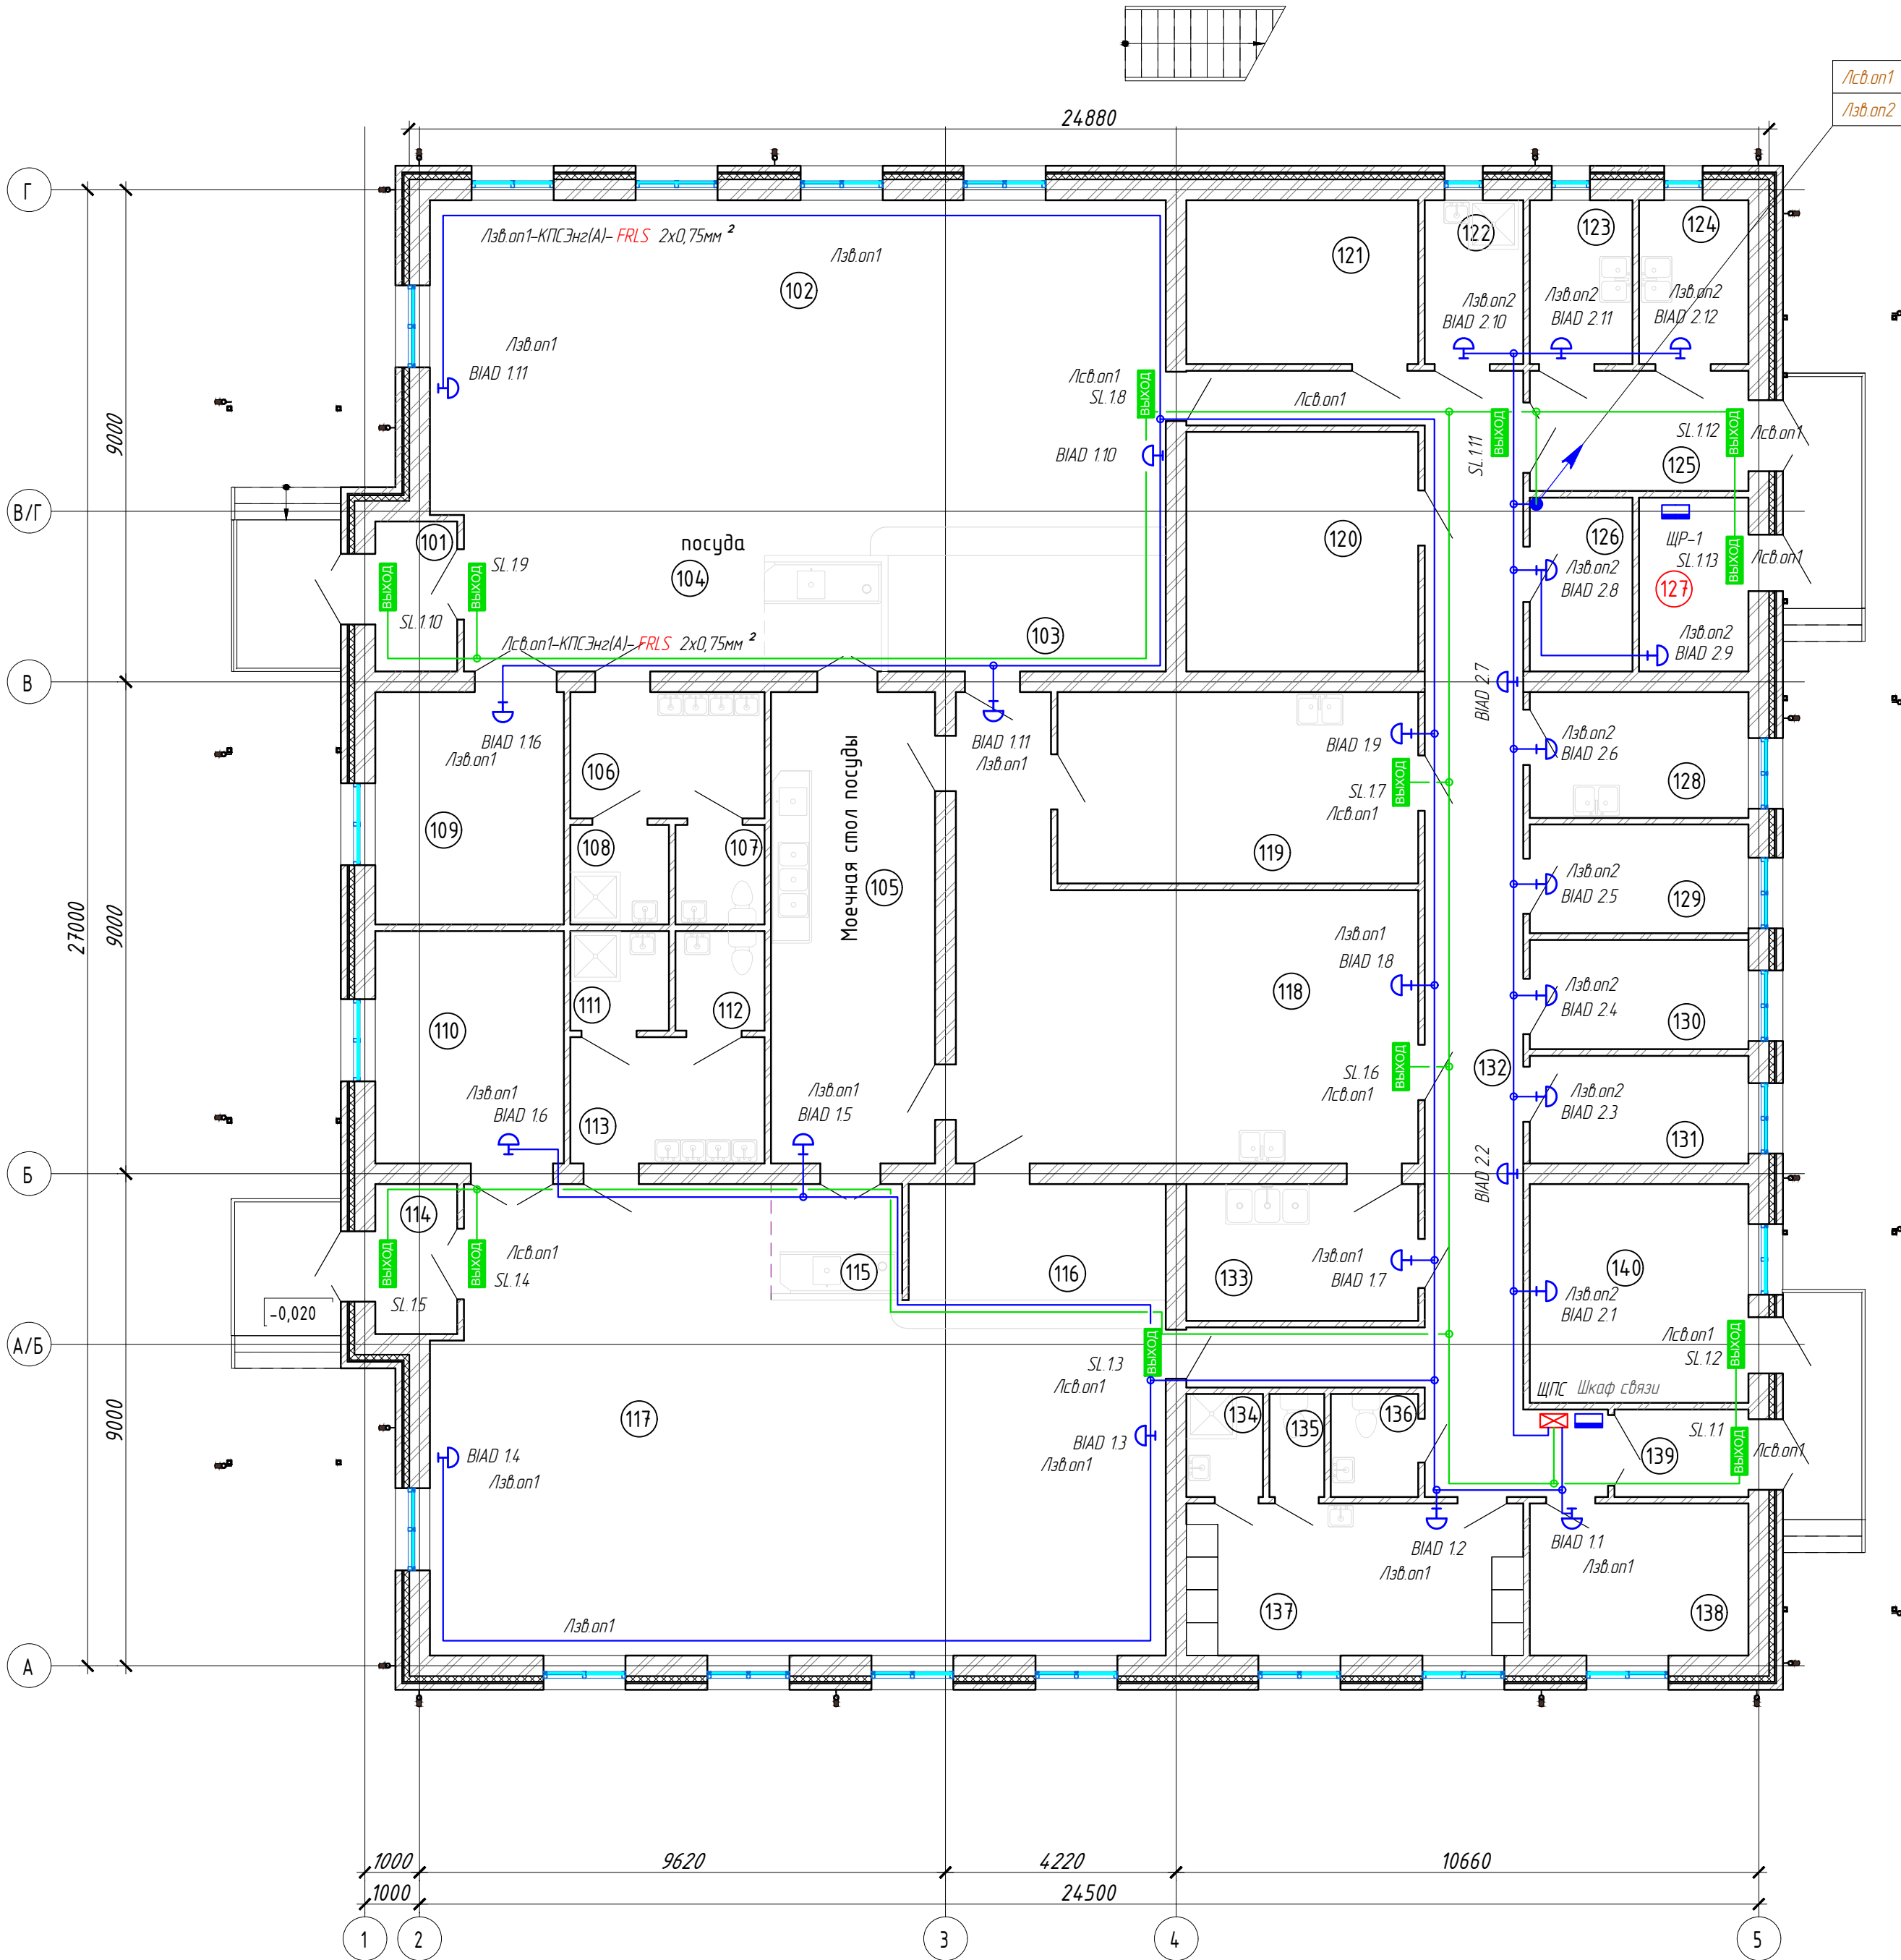 Лсв.оп1
Лзв.оп2
24880
Г
В/Г
В
Б
А/Б
А
9000
27000
9000
9000
Лзв.оп1-КПСЭнг(А)-FRLS 2х0,75мм ²
Лзв.оп1
102
Лзв.оп1
BIAD 1.11
121
122
123
124
Лзв.оп2
BIAD 2.10
Лзв.оп2
BIAD 2.11
Лзв.оп2
BIAD 2.12
Лсв.оп1
SL.1.8
ВЫХОД
Лсв.оп1
BIAD 1.10
SL.1.11
ВЫХОД
SL.1.12
ВЫХОД
Лсв.оп1
125
101
ВЫХОД
ВЫХОД
SL.1.9
SL.1.10
посуда
104
103
120
126
ЩР-1
SL.1.13
ВЫХОД
Лсв.оп1
127
Лзв.оп2
BIAD 2.8
Лзв.оп2
BIAD 2.9
Лсв.оп1-КПСЭнг(А)-FRLS 2х0,75мм ²
BIAD 1.16
Лзв.оп1
106
109
108
107
Моечная стол посуды
105
BIAD 1.11
Лзв.оп1
BIAD 1.9
SL.1.7
Лсв.оп1
ВЫХОД
119
BIAD 2.7
Лзв.оп2
BIAD 2.6
128
Лзв.оп2
BIAD 2.5
129
110
111
112
Лзв.оп1
BIAD 1.8
118
Лзв.оп2
BIAD 2.4
130
Лзв.оп1
BIAD 1.6
113
Лзв.оп1
BIAD 1.5
SL.1.6
Лсв.оп1
ВЫХОД
132
Лзв.оп2
BIAD 2.3
131
BIAD 2.2
114
ВЫХОД
ВЫХОД
Лсв.оп1
SL.1.4
SL.1.5
-0,020
115
116
133
Лзв.оп1
BIAD 1.7
140
Лзв.оп2
BIAD 2.1
Лсв.оп1
SL.1.2
ВЫХОД
SL.1.3
Лсв.оп1
ВЫХОД
ЩПС Шкаф связи
117
BIAD 1.4
Лзв.оп1
BIAD 1.3
Лзв.оп1
134
135
136
139
SL.1.1
ВЫХОД
Лсв.оп1
BIAD 1.2
Лзв.оп1
BIAD 1.1
Лзв.оп1
Лзв.оп1
137
138
1000
9620
4220
10660
1000
24500
1
2
3
4
5